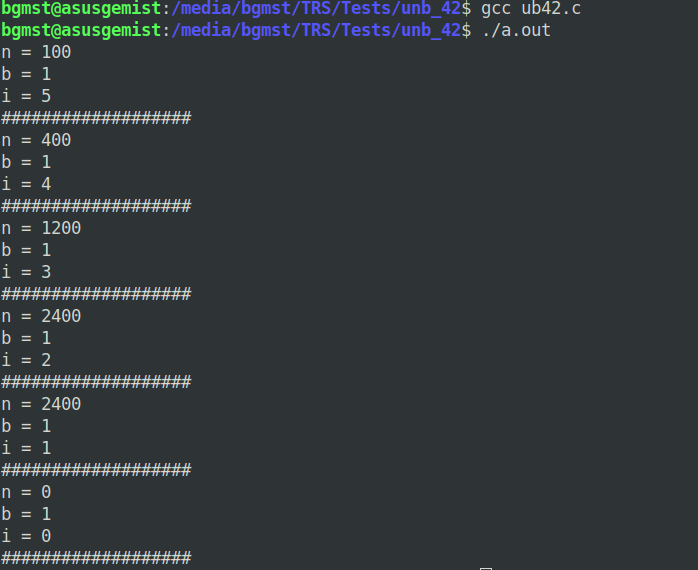 bgmst@asusgemist:/media/bgmst/TRS/Tests/unb_42$ gcc ub42.c
bgmst@asusgemist:/media/bgmst/TRS/Tests/unb_42$ ./a.out
n = 100
b = 1
i = 5
###################
n = 400
b = 1
i = 4
###################
n = 1200
b = 1
i = 3
###################
n = 2400
b = 1
i = 2
###################
n = 2400
b = 1
i = 1
###################
n = 0
b = 1
i = 0
###################